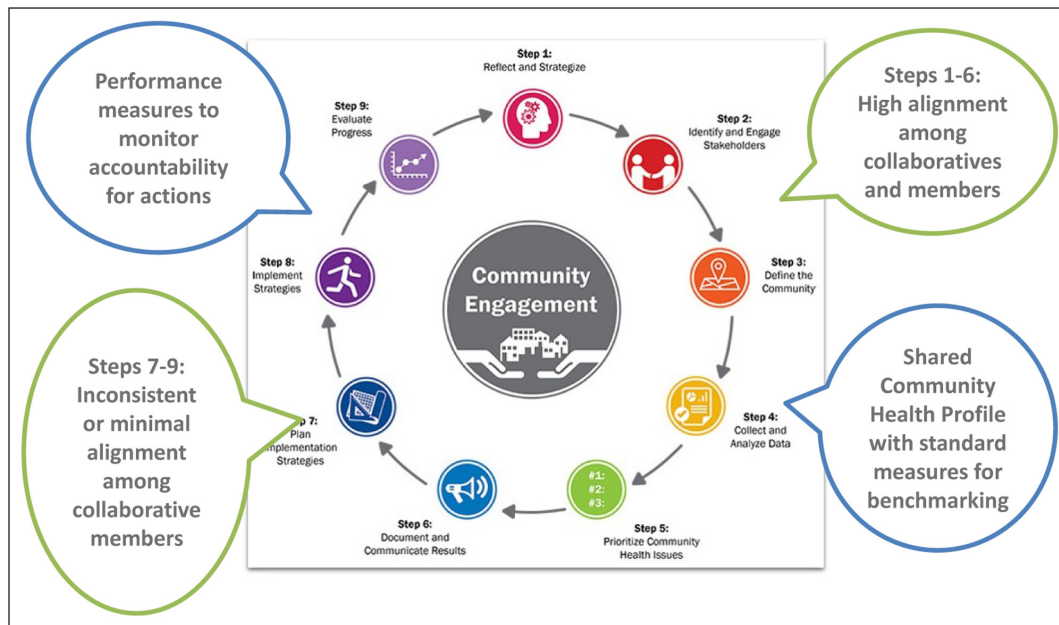 Performance
measures to
monitor
accountability
for actions
Steps 1-6:
High alignment
among
collaboratives
and members
Step 1:
Reflect and Strategize
Step 2:
Identify and Engage
Stakeholders
Step 3:
Define the
Community
Step 4:
Collect and
Analyze Data
#1:
#2:
#3:
Step 5:
Prioritize Community
Health Issues
Step 6:
Document and
Communicate Results
7:
Plan
mplementation
Strategies
Step 8:
Implement
Strategies
Step 9:
Evaluate
Progress
Community
Engagement
Steps 7-9:
Inconsistent
or minimal
alignment
among
collaborative
members
Shared
Community
Health Profile
with standard
measures for
benchmarking